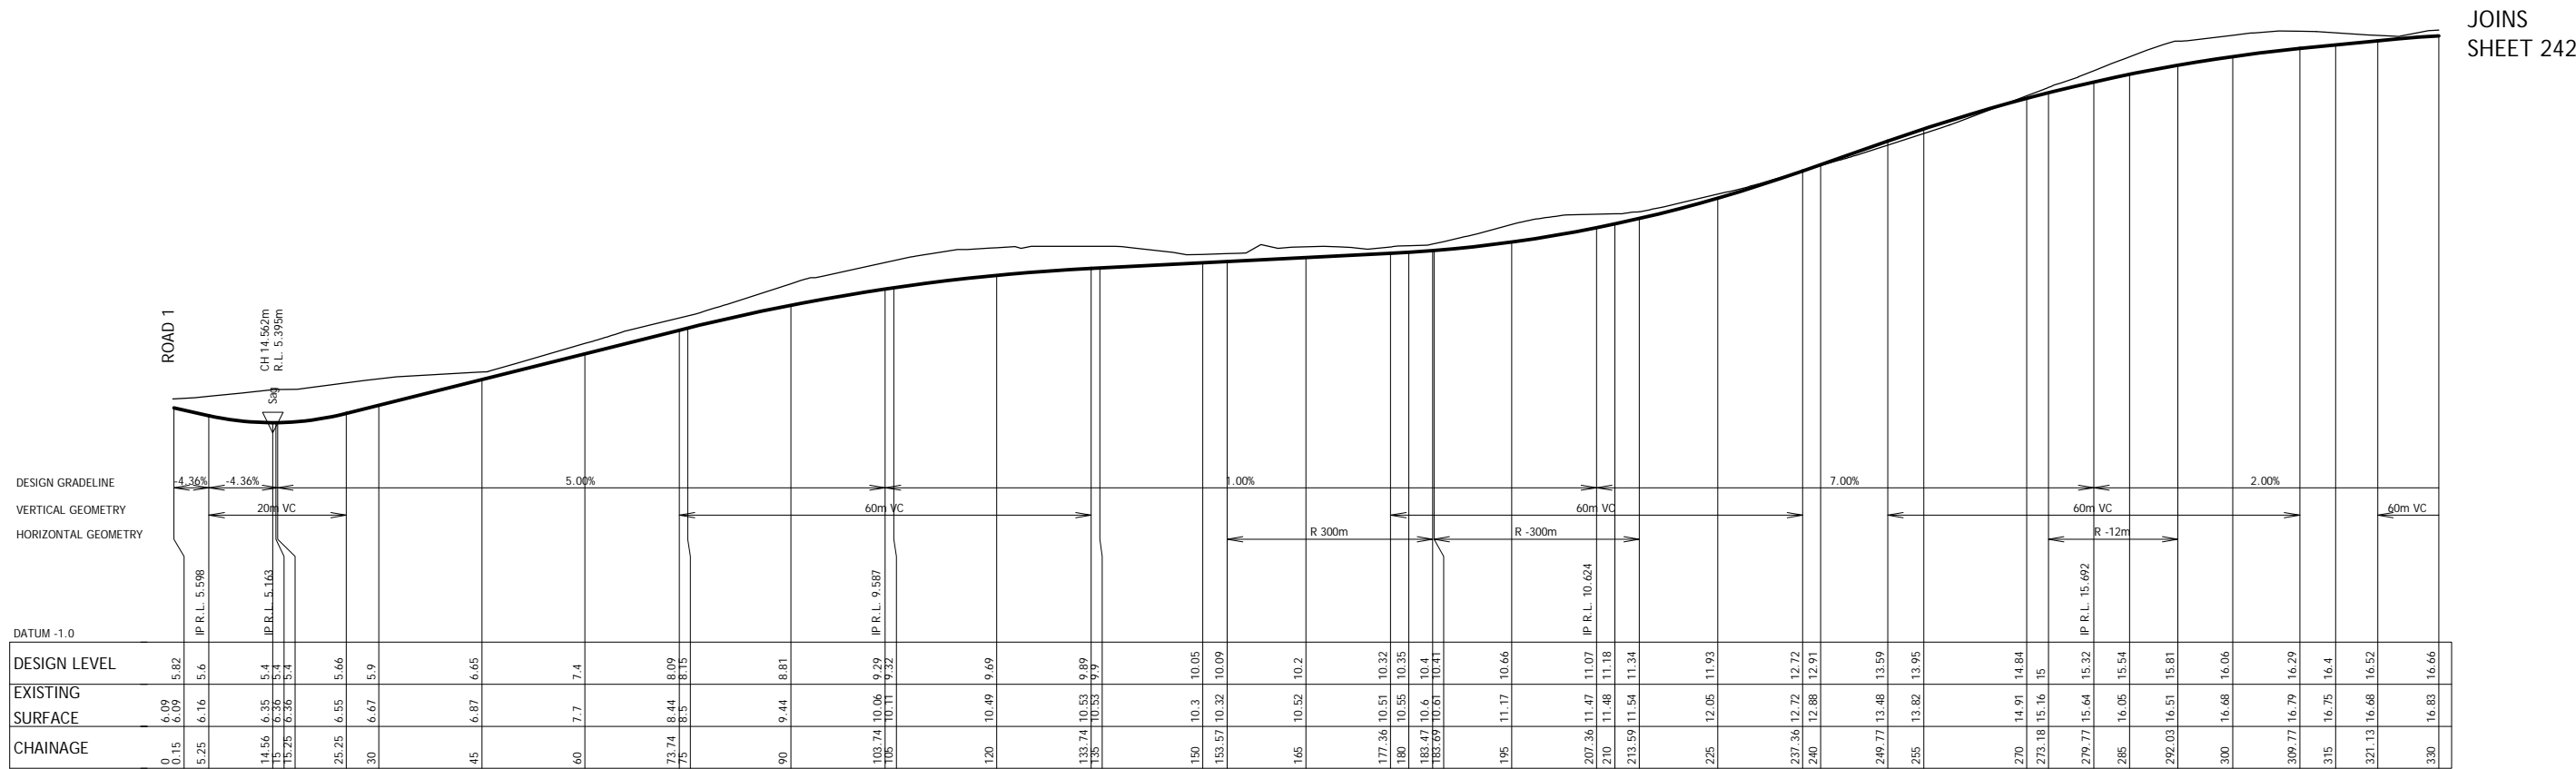 JOINS
SHEET 242
ROAD 1
CH 14.562m
R.L. 5.395m
Sag
DESIGN GRADELINE -4.36% -4.36% 5.00% 1.00% 7.00% 2.00%
VERTICAL GEOMETRY 20m VC 60m VC 60m VC 60m VC 60m VC
HORIZONTAL GEOMETRY R 300m R -300m R -12m
IP R.L. 5.598 IP R.L. 5.163 IP R.L. 9.587 IP R.L. 10.624 IP R.L. 15.692
DATUM -1.0
DESIGN LEVEL 5.82 5.6 5.4 5.4 5.4 5.66 5.9 6.65 7.4 8.09 8.15 8.81 9.29 9.32 9.69 9.89 9.9 10.05 10.09 10.2 10.32 10.35 10.4 10.41 10.66 11.07 11.18 11.34 11.93 12.72 12.91 13.59 13.95 14.84 15 15.32 15.54 15.81 16.06 16.29 16.4 16.52 16.66
EXISTING
SURFACE 6.09 6.09 6.16 6.35 6.36 6.36 6.55 6.67 6.87 7.7 8.44 8.5 9.44 10.06 10.11 10.49 10.53 10.53 10.3 10.32 10.52 10.51 10.55 10.6 10.61 11.17 11.47 11.48 11.54 12.05 12.72 12.88 13.48 13.82 14.91 15.16 15.64 16.05 16.51 16.68 16.79 16.75 16.68 16.83
CHAINAGE 0 0.15 5.25 14.56 15 15.25 25.25 30 45 60 73.74 75 90 103.74 105 120 133.74 135 150 153.57 165 177.36 180 183.47 183.69 195 207.36 210 213.59 225 237.36 240 249.77 255 270 273.18 279.77 285 292.03 300 309.77 315 321.13 330